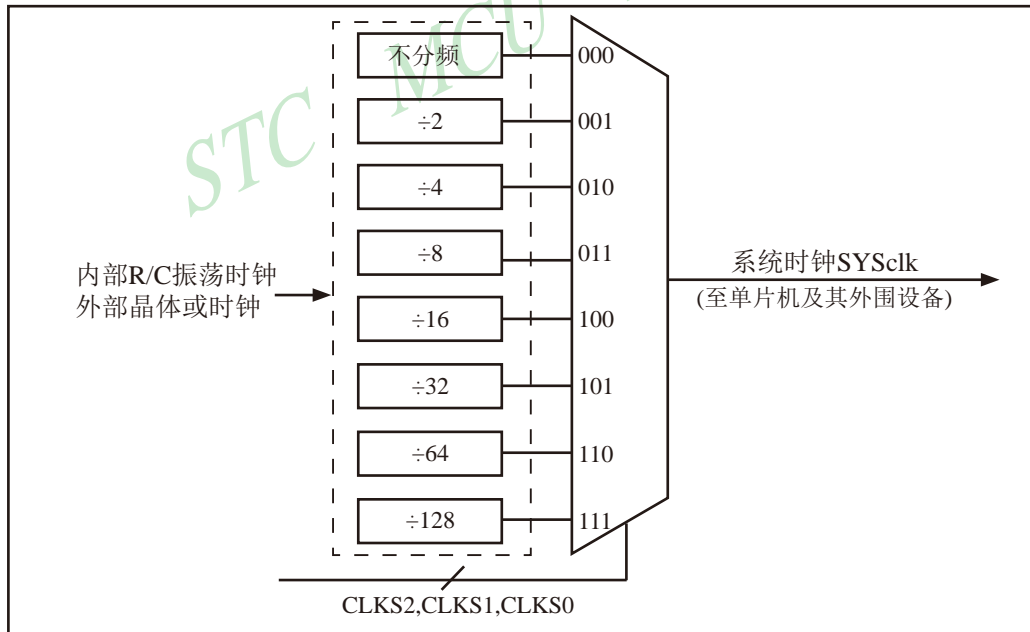 STC MCU
不分频
000
÷2
001
÷4
010
÷8
011
÷16
100
÷32
101
÷64
110
÷128
111
内部R/C振荡时钟
外部晶体或时钟
系统时钟SYSclk
(至单片机及其外围设备)
CLKS2,CLKS1,CLKS0